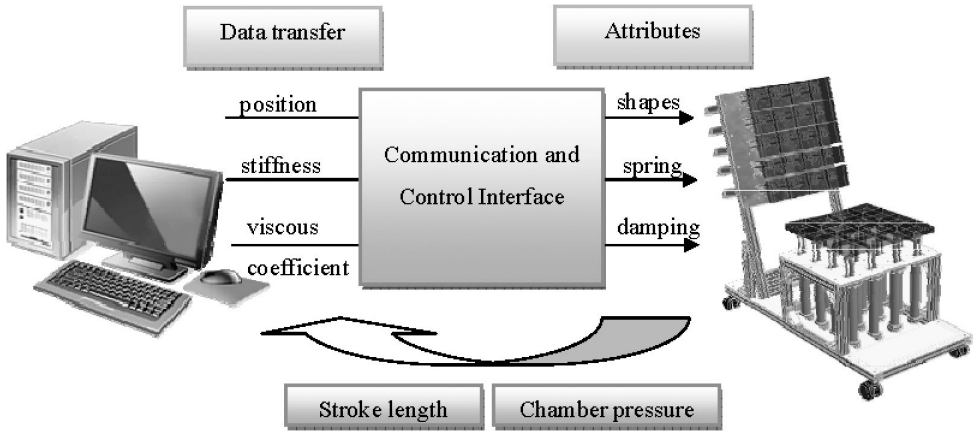 Data transfer
Attributes
position
shapes
Communication and
stiffness
spring
Control Interface
viscous
damping
coefficient
Stroke length
Chamber pressure